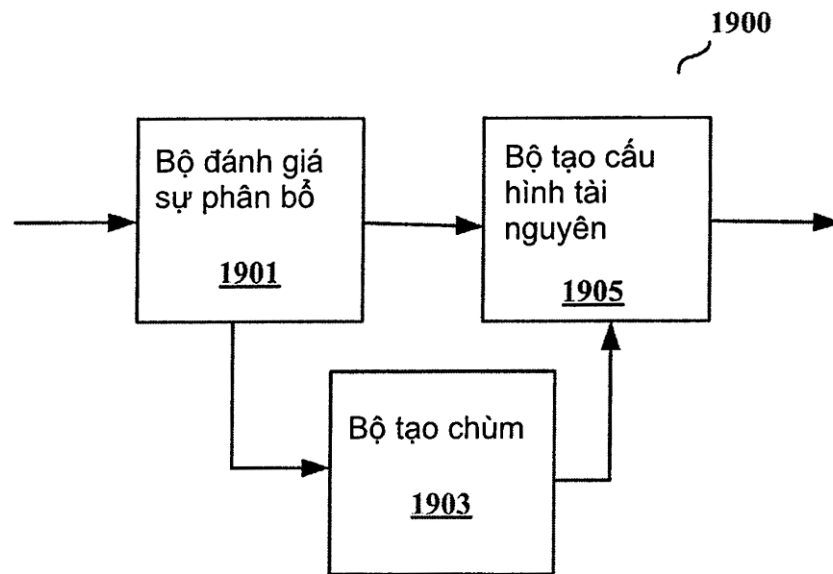 1900
Bộ đánh giá
sự phân bổ
1901
Bộ tạo cấu
hình tài
nguyên
1905
Bộ tạo chùm
1903